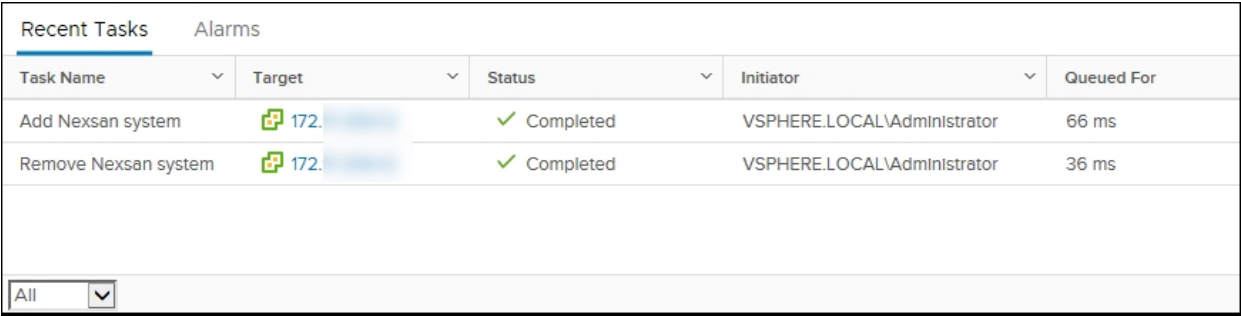 Recent Tasks Alarms
Task Name Target Status Initiator Queued For
Add Nexsan system 172. Completed VSPHERE.LOCAL\Administrator 66 ms
Remove Nexsan system 172. Completed VSPHERE.LOCAL\Administrator 36 ms
All